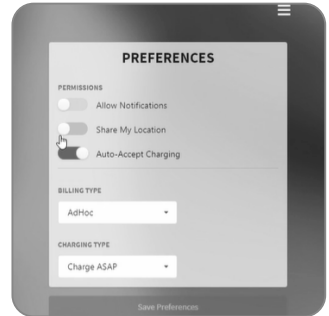 PREFERENCES
PERMISSIONS
Allow Notifications
Share My Location
Auto-Accept Charging
BILLING TYPE
AdHoc
CHARGING TYPE
Charge ASAP
Save Preferences